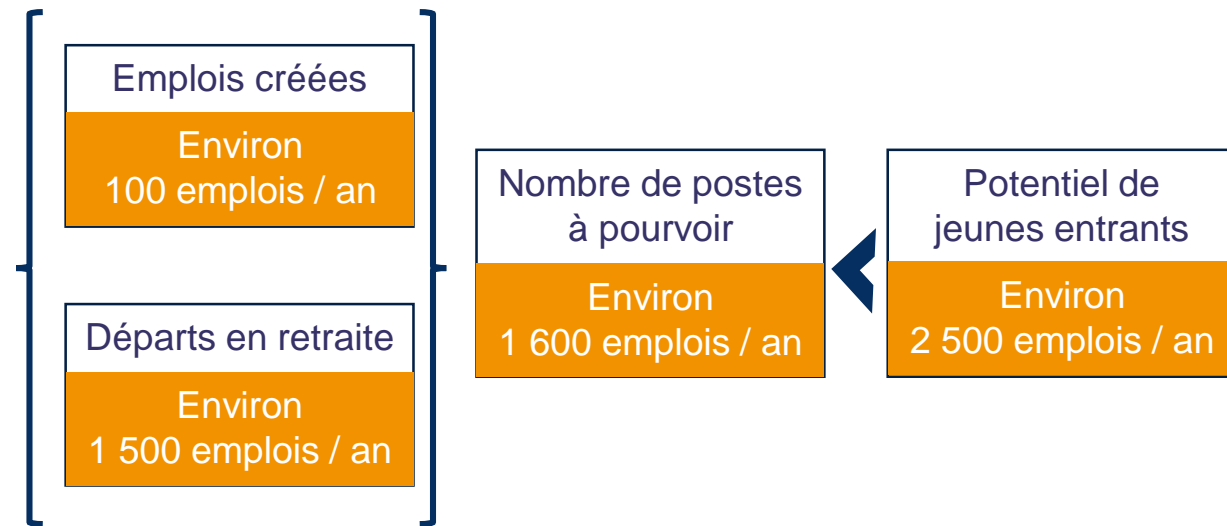 Emplois créées
Environ
100 emplois / an
Départs en retraite
Environ
1 500 emplois / an
Nombre de postes
à pourvoir
Environ
1 600 emplois / an
Potentiel de
jeunes entrants
Environ
2 500 emplois / an